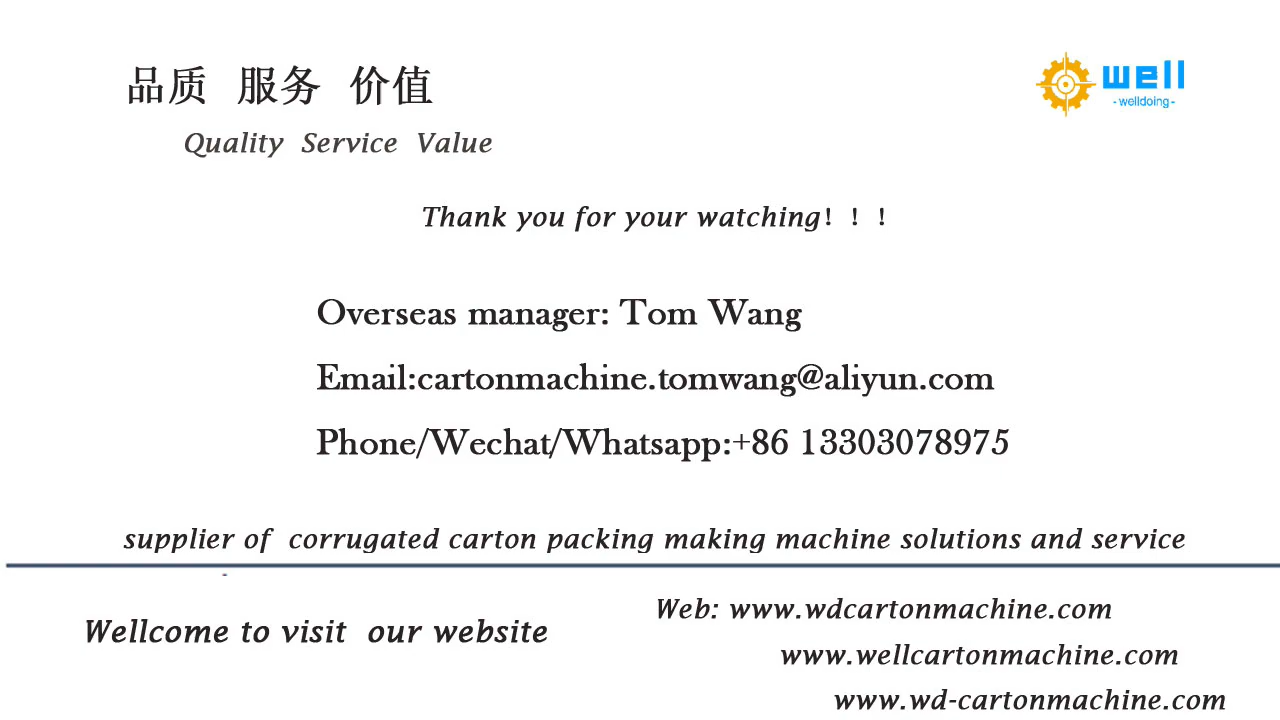 品质 服务 价值
well
-welldoing-
Quality Service Value
Thank you for your watching！！！
Overseas manager: Tom Wang
Email:cartonmachine.tomwang@aliyun.com
Phone/Wechat/Whatsapp:+86 13303078975
supplier of corrugated carton packing making machine solutions and service
Wellcome to visit our website
Web: www.wdcartonmachine.com
www.wellcartonmachine.com
www.wd-cartonmachine.com